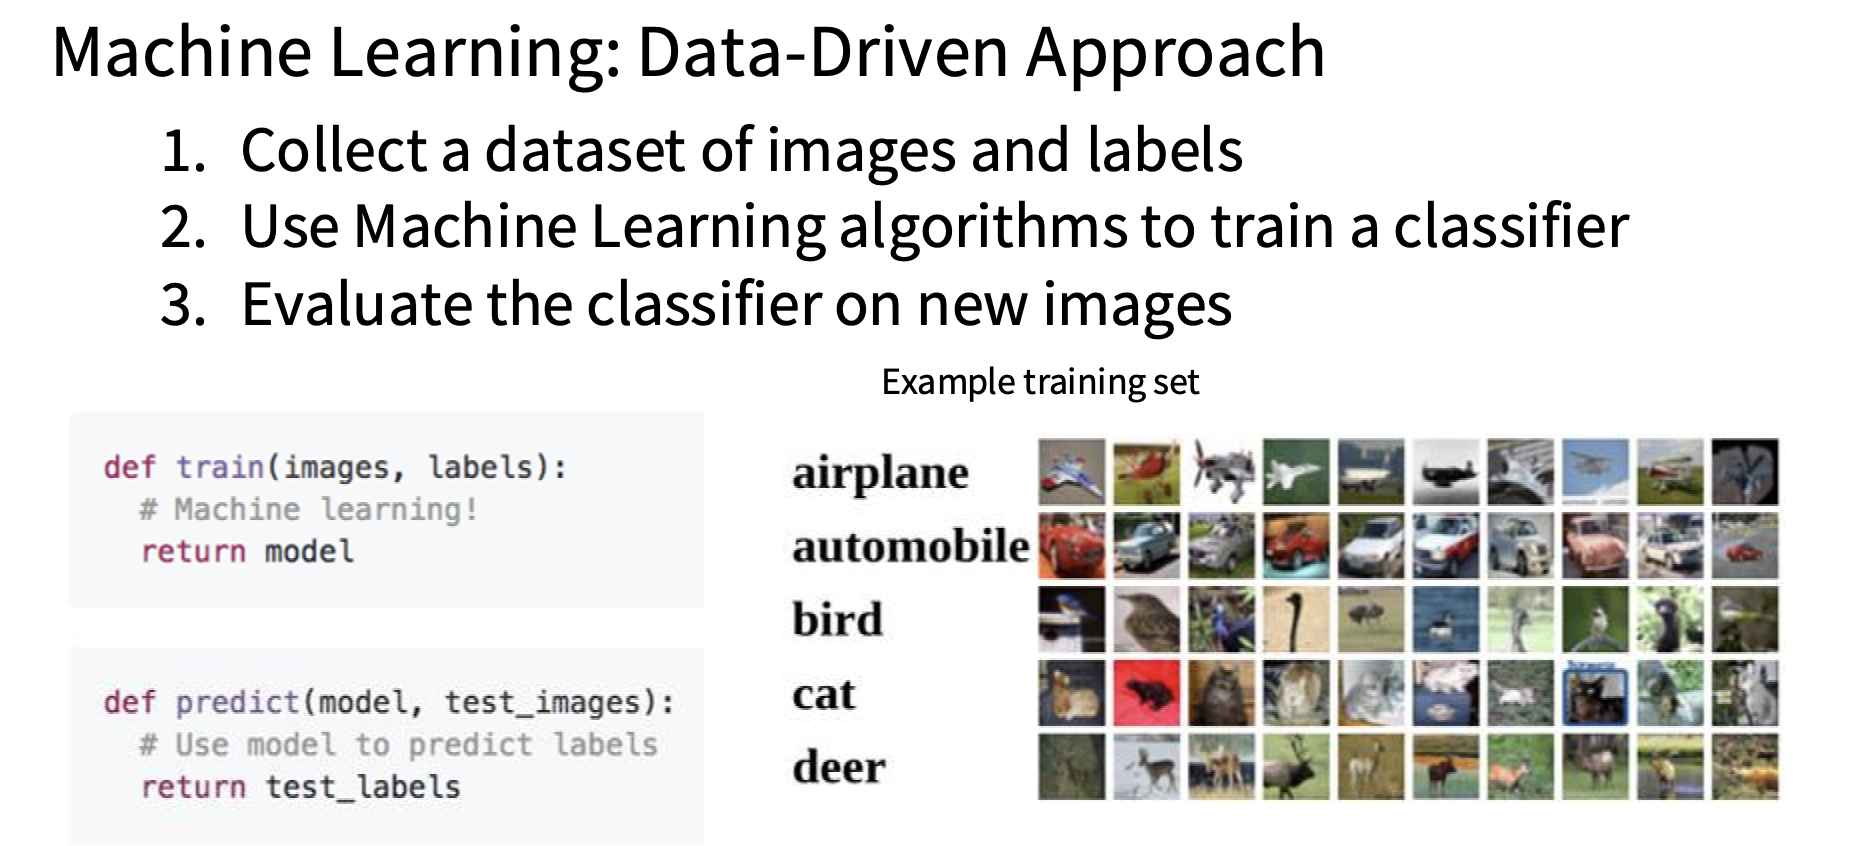 Machine Learning: Data-Driven Approach
1. Collect a dataset of images and labels
2. Use Machine Learning algorithms to train a classifier
3. Evaluate the classifier on new images
Example training set
def train(images, labels):
# Machine learning!
return model
def predict(model, test_images):
# Use model to predict labels
return test_labels
airplane
automobile
bird
cat
deer